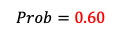 Prob = 0.60